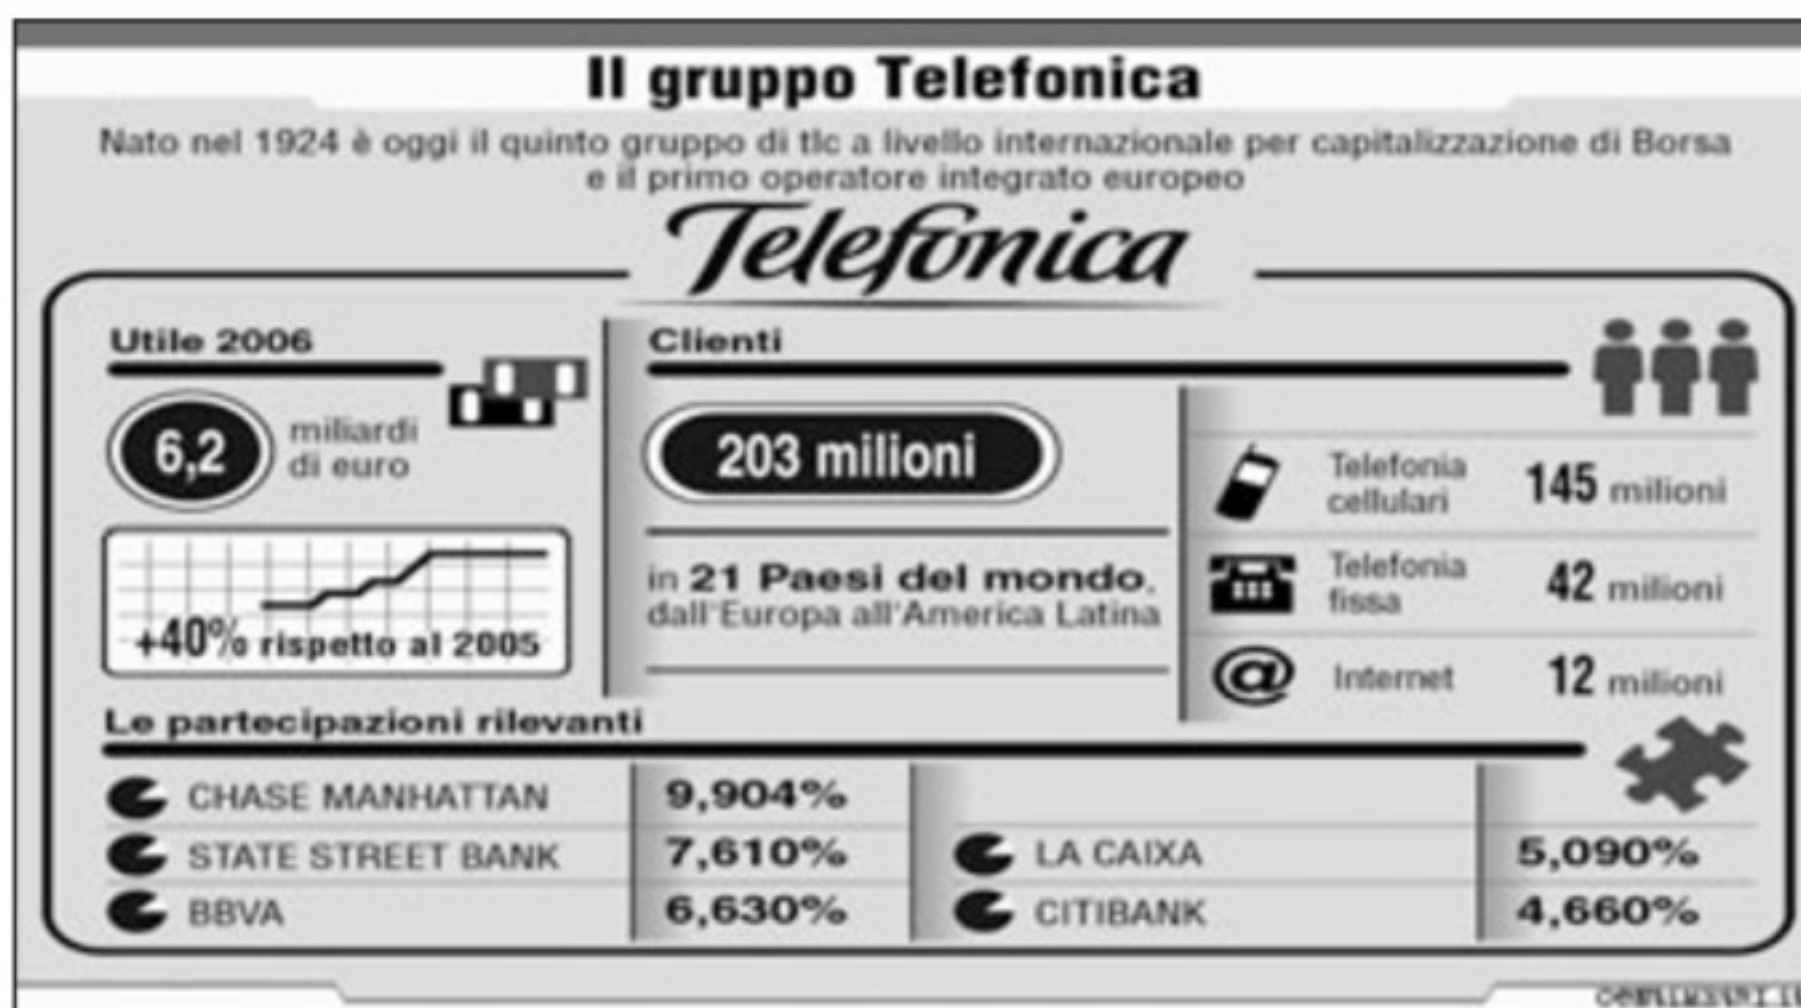 Il gruppo Telefonica
Nato nel 1924 è oggi il quinto gruppo di tlc a livello internazionale per capitalizzazione di Borsa
e il primo operatore integrato europeo
Telefónica
Utile 2006
6,2 miliardi
di euro
+40% rispetto al 2005
Clienti
203 milioni
in 21 Paesi del mondo.
dall'Europa all'America Latina
Telefonia
cellulari 145 milioni
Telefonia
fissa 42 milioni
@ Internet 12 milioni
Le partecipazioni rilevanti
CHASE MANHATTAN 9,904%
STATE STREET BANK 7,610%
BBVA 6,630%
LA CAIXA 5,090%
CITIBANK 4,660%